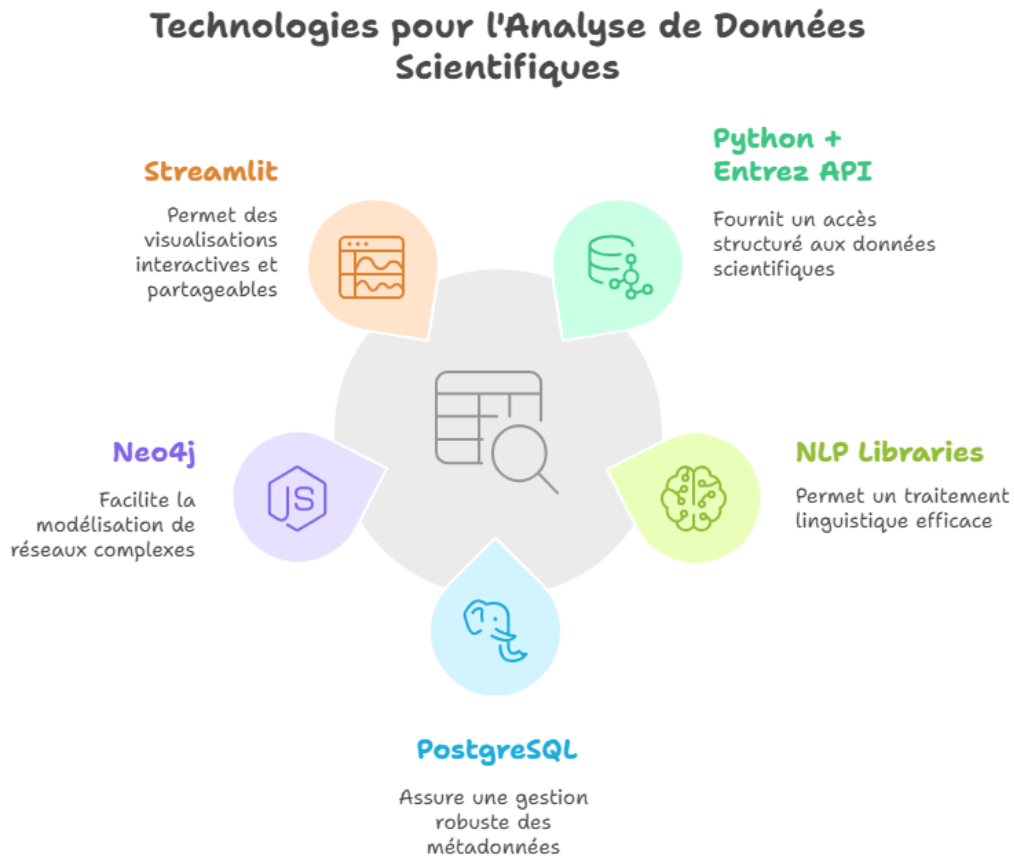 Technologies pour l'Analyse de Données
Scientifiques
Streamlit
Permet des
visualisations
interactives et
partageables
Python +
Entrez API
Fournit un accès
structuré aux données
scientifiques
Neo4j
Facilite la
modélisation de
réseaux complexes
JS
NLP Libraries
Permet un traitement
linguistique efficace
PostgreSQL
Assure une gestion
robuste des
métadonnées